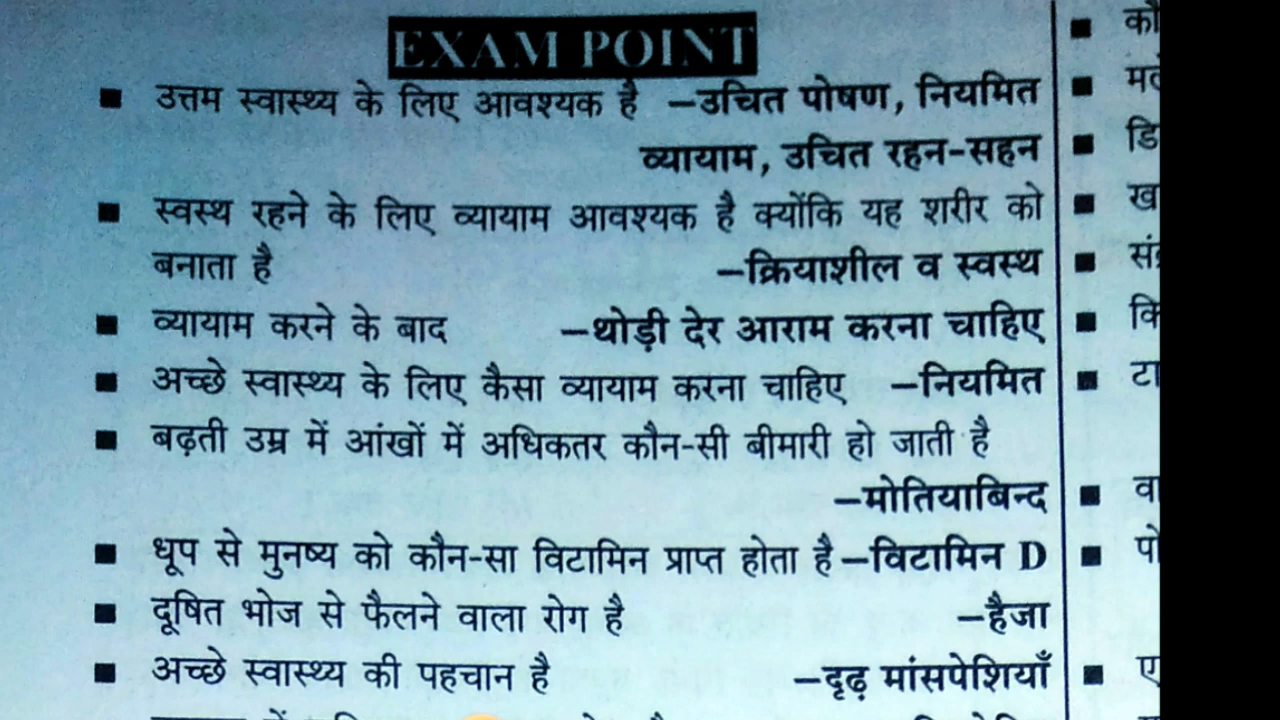 EXAM POINT
■ उत्तम स्वास्थ्य के लिए आवश्यक है –उचित पोषण, नियमित
व्यायाम, उचित रहन-सहन
■ स्वस्थ रहने के लिए व्यायाम आवश्यक है क्योंकि यह शरीर को
बनाता है –क्रियाशील व स्वस्थ
■ व्यायाम करने के बाद –थोड़ी देर आराम करना चाहिए
■ अच्छे स्वास्थ्य के लिए कैसा व्यायाम करना चाहिए –नियमित
■ बढ़ती उम्र में आंखों में अधिकतर कौन-सी बीमारी हो जाती है
–मोतियाबिन्द
■ धूप से मुनष्य को कौन-सा विटामिन प्राप्त होता है –विटामिन D
■ दूषित भोज से फैलने वाला रोग है –हैजा
■ अच्छे स्वास्थ्य की पहचान है –दृढ़ मांसपेशियाँ